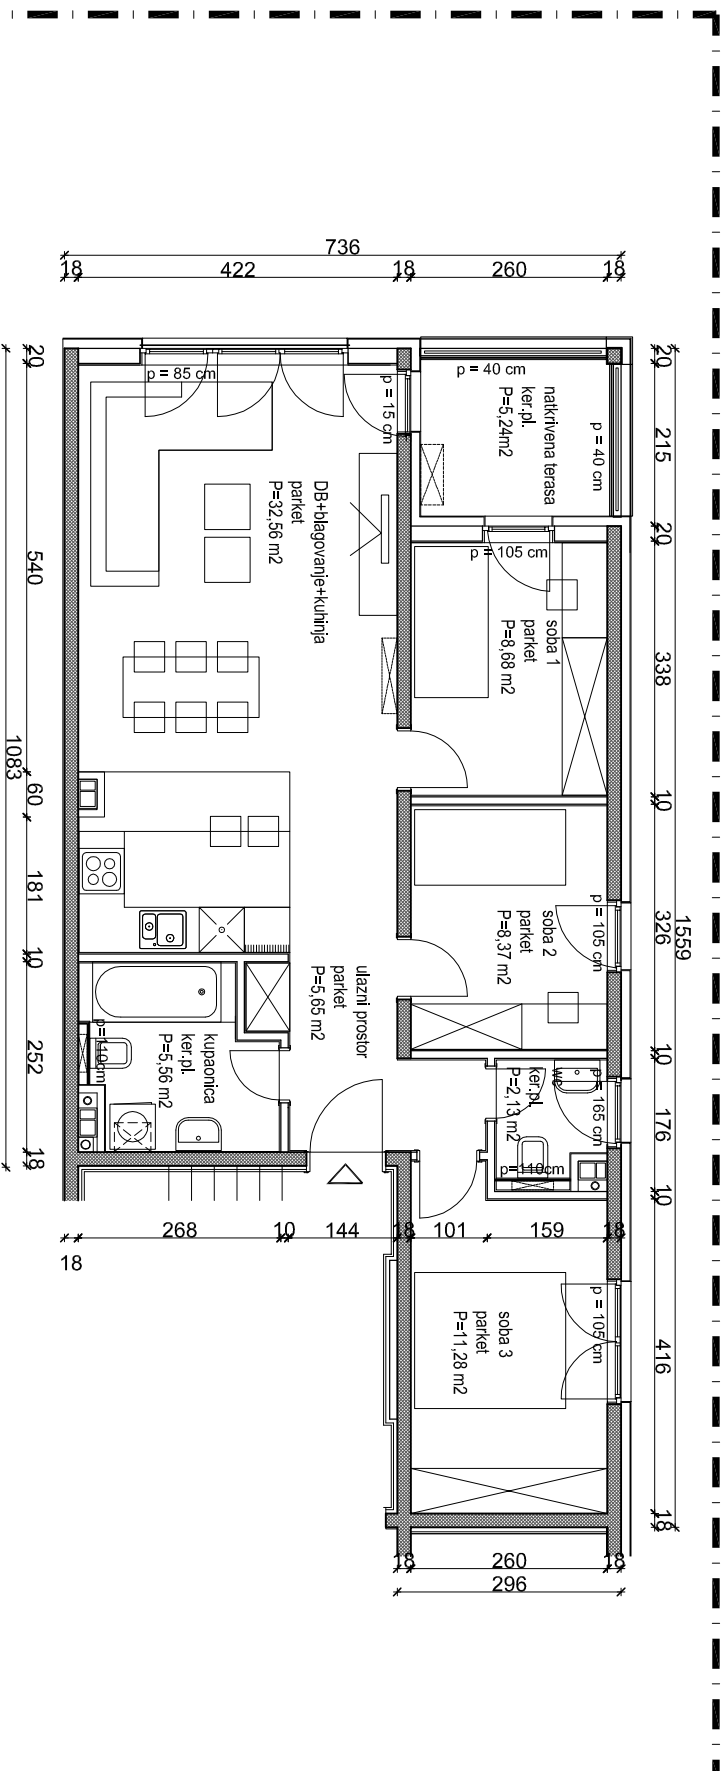 736
18
422
18
260
18
p = 85 cm
p = 15 cm
p = 40 cm
p = 40 cm
natkrivena terasa
ker.pl.
P=5,24m2
DB+blagovanje+kuhinja
parket
P=32,56 m2
p = 105 cm
soba 1
parket
P=8,68 m2
soba 2
parket
P=8,37 m2
p = 105 cm
ulazni prostor
parket
P=5,65 m2
kupaonica
ker.pl.
P=5,56 m2
p=110cm
wc
ker.pl.
P=2,13 m2
p = 165 cm
p=110cm
soba 3
parket
P=11,28 m2
p = 105 cm
20
540
60
181
10
252
18
1083
20
215
20
338
10
326
10
176
10
416
18
1559
268
10
144
18
101
159
18
18
18
260
18
296